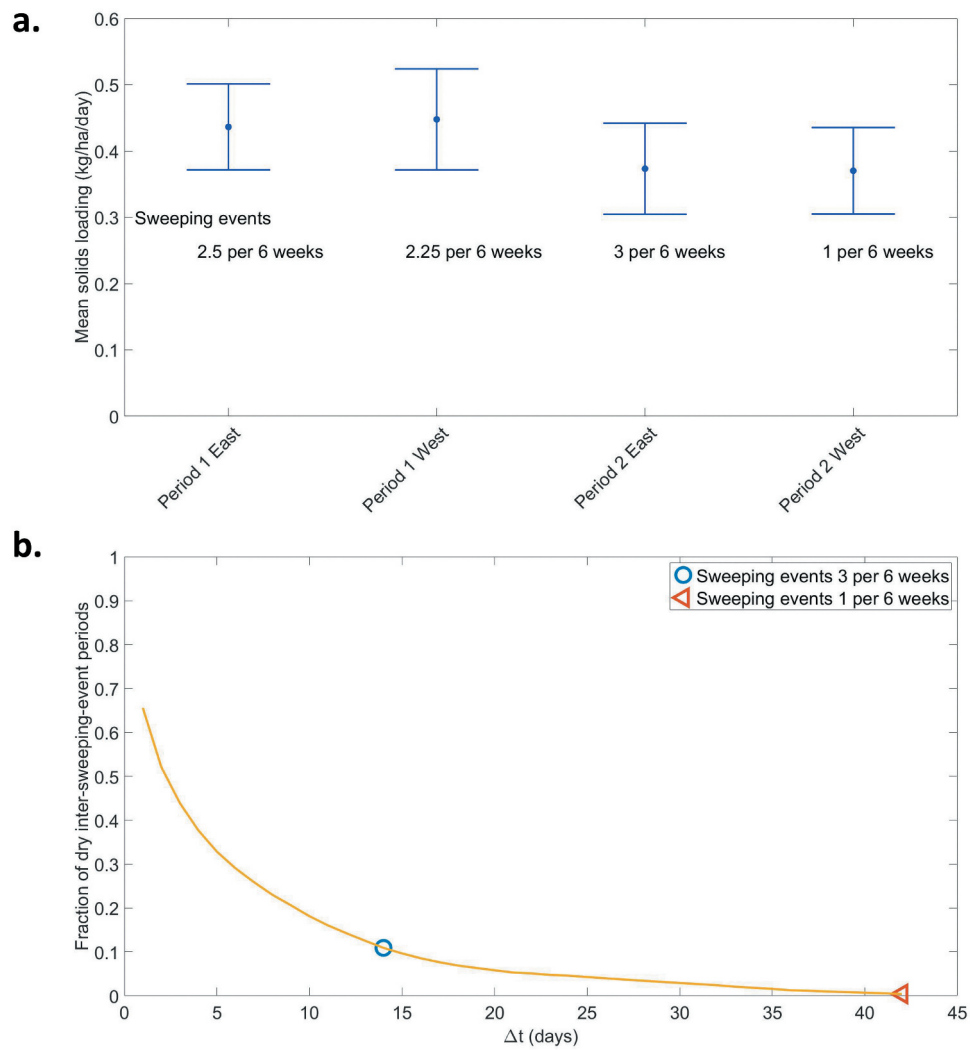 a.
0.6
0.5
0.4
0.3
0.2
0.1
0
Mean solids loading (kg/ha/day)
Sweeping events
2.5 per 6 weeks 2.25 per 6 weeks 3 per 6 weeks 1 per 6 weeks
Period 1 East Period 1 West Period 2 East Period 2 West
b.
1
0.9
0.8
0.7
0.6
0.5
0.4
0.3
0.2
0.1
0
Fraction of dry inter-sweeping-event periods
Sweeping events 3 per 6 weeks
Sweeping events 1 per 6 weeks
0 5 10 15 20 25 30 35 40 45
Δt (days)